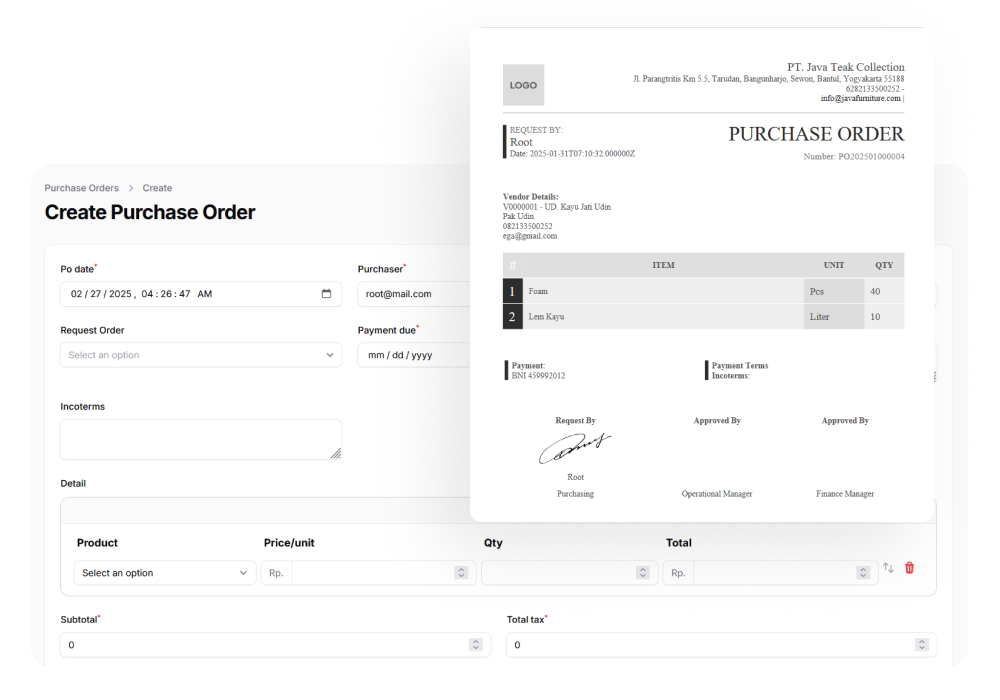 Purchase Orders > Create
Create Purchase Order
Po date*
02 / 27 / 2025 , 04 : 26 : 47 AM
Purchaser*
root@mail.com
Request Order
Select an option
Payment due*
mm / dd / yyyy
Incoterms
Detail
Product Price/unit Qty Total
Select an option Rp. Rp.
Subtotal*
0
Total tax*
0
LOGO
PT. Java Teak Collection
Jl. Parangtritis Km 5.5, Tarudan, Bangunharjo, Sewon, Bantul, Yogyakarta 55188
6282133500252 -
info@javafurniture.com |
REQUEST BY:
Root
Date: 2025-01-31T07:10:32.000000Z
PURCHASE ORDER
Number: PO202501000004
Vendor Details:
V0000001 - UD. Kayu Jati Udin
Pak Udin
082133500252
ega@gmail.com
# ITEM UNIT QTY
1 Foam Pcs 40
2 Lem Kayu Liter 10
Payment:
BNI 459992012
Payment Terms
Incoterms:
Request By Approved By Approved By
Root
Purchasing Operational Manager Finance Manager